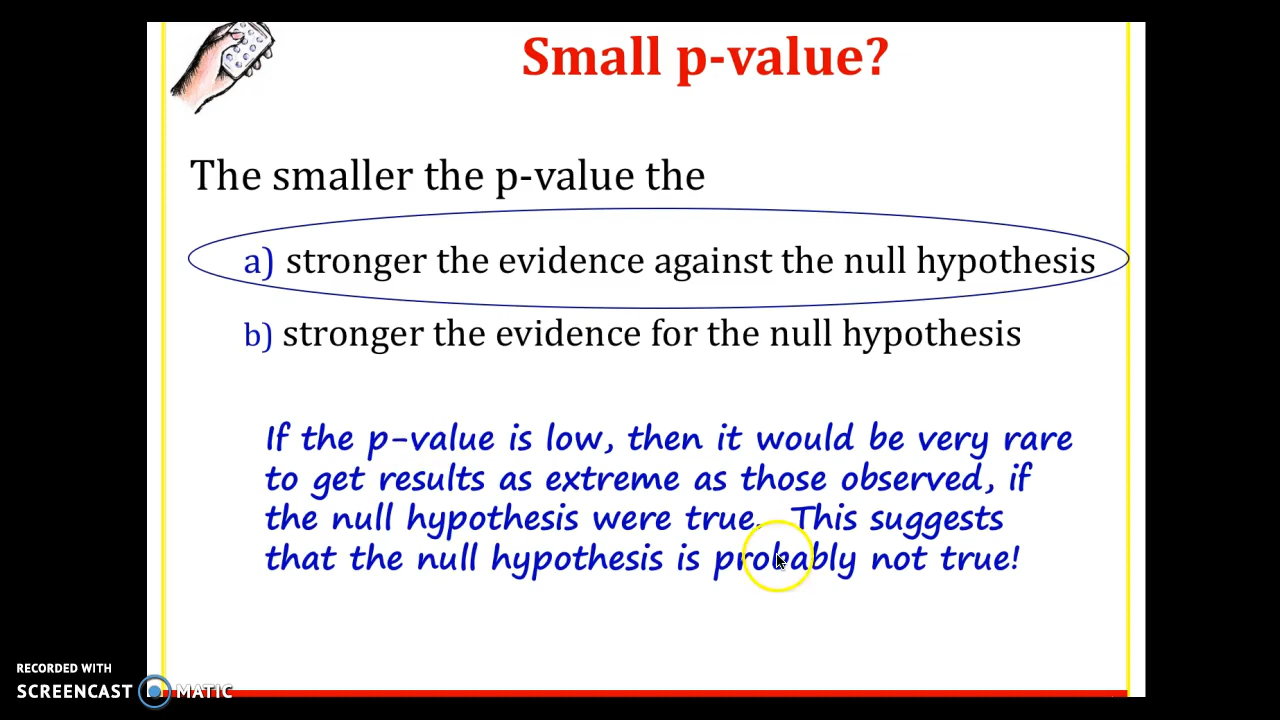 Small p-value?
The smaller the p-value the
a) stronger the evidence against the null hypothesis
b) stronger the evidence for the null hypothesis
If the p-value is low, then it would be very rare
to get results as extreme as those observed, if
the null hypothesis were true. This suggests
that the null hypothesis is probably not true!
RECORDED WITH
SCREENCAST MATIC